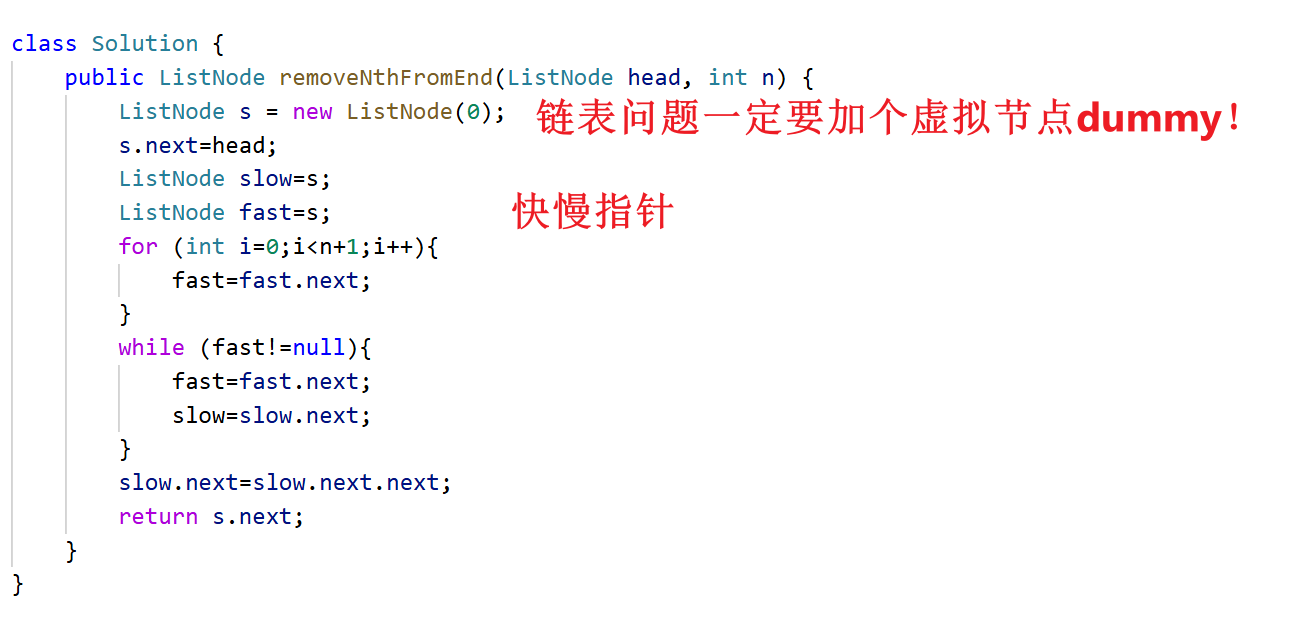 class Solution {
public ListNode removeNthFromEnd(ListNode head, int n) {
ListNode s = new ListNode(0); 链表问题一定要加个虚拟节点dummy!
s.next=head;
ListNode slow=s;
ListNode fast=s; 快慢指针
for (int i=0;i<n+1;i++){
fast=fast.next;
}
while (fast!=null){
fast=fast.next;
slow=slow.next;
}
slow.next=slow.next.next;
return s.next;
}
}